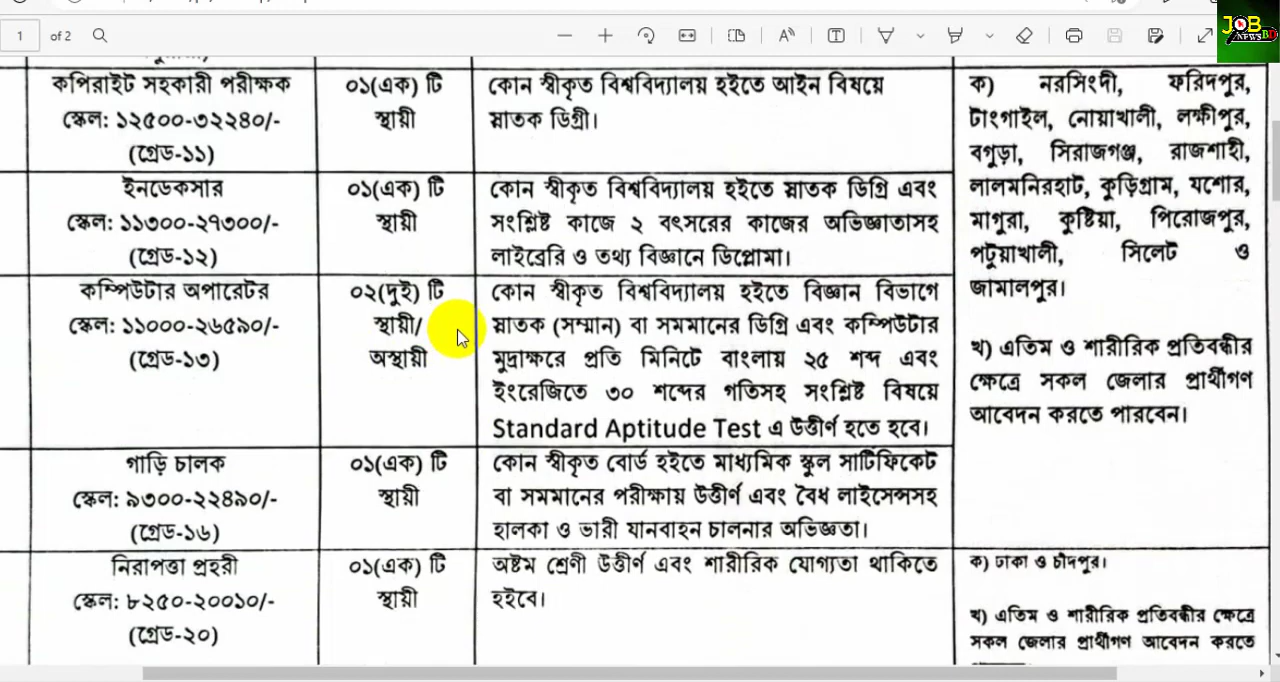 1 of 2
JOB
NEWS BD
কপিরাইট সহকারী পরীক্ষক
স্কেল: ১২৫০০-৩২২৪০/-
(গ্রেড-১১)
০১(এক) টি
স্থায়ী
কোন স্বীকৃত বিশ্ববিদ্যালয় হইতে আইন বিষয়ে
স্নাতক ডিগ্রী।
ক) নরসিংদী, ফরিদপুর,
টাংগাইল, নোয়াখালী, লক্ষীপুর,
বগুড়া, সিরাজগঞ্জ, রাজশাহী,
লালমনিরহাট, কুড়িগ্রাম, যশোর,
মাগুরা, কুষ্টিয়া, পিরোজপুর,
পটুয়াখালী, সিলেট ও
জামালপুর।
খ) এতিম ও শারীরিক প্রতিবন্ধীর
ক্ষেত্রে সকল জেলার প্রার্থীগণ
আবেদন করতে পারবেন।
ইনডেকসার
স্কেল: ১১৩০০-২৭৩০০/-
(গ্রেড-১২)
০১(এক) টি
স্থায়ী
কোন স্বীকৃত বিশ্ববিদ্যালয় হইতে স্নাতক ডিগ্রি এবং
সংশ্লিষ্ট কাজে ২ বৎসরের কাজের অভিজ্ঞতাসহ
লাইব্রেরি ও তথ্য বিজ্ঞানে ডিপ্লোমা।
কম্পিউটার অপারেটর
স্কেল: ১১০০০-২৬৫৯০/-
(গ্রেড-১৩)
০২(দুই) টি
স্থায়ী/
অস্থায়ী
কোন স্বীকৃত বিশ্ববিদ্যালয় হইতে বিজ্ঞান বিভাগে
স্নাতক (সম্মান) বা সমমানের ডিগ্রি এবং কম্পিউটার
মুদ্রাক্ষরে প্রতি মিনিটে বাংলায় ২৫ শব্দ এবং
ইংরেজিতে ৩০ শব্দের গতিসহ সংশ্লিষ্ট বিষয়ে
Standard Aptitude Test এ উত্তীর্ণ হতে হবে।
গাড়ি চালক
স্কেল: ৯৩০০-২২৪৯০/-
(গ্রেড-১৬)
০১(এক) টি
স্থায়ী
কোন স্বীকৃত বোর্ড হইতে মাধ্যমিক স্কুল সার্টিফিকেট
বা সমমানের পরীক্ষায় উত্তীর্ণ এবং বৈধ লাইসেন্সসহ
হালকা ও ভারী যানবাহন চালনার অভিজ্ঞতা।
নিরাপত্তা প্রহরী
স্কেল: ৮২৫০-২০০১০/-
(গ্রেড-২০)
০১(এক) টি
স্থায়ী
অষ্টম শ্রেণী উত্তীর্ণ এবং শারীরিক যোগ্যতা থাকিতে
হইবে।
ক) ঢাকা ও চাঁদপুর।
খ) এতিম ও শারীরিক প্রতিবন্ধীর ক্ষেত্রে
সকল জেলার প্রার্থীগণ আবেদন করতে